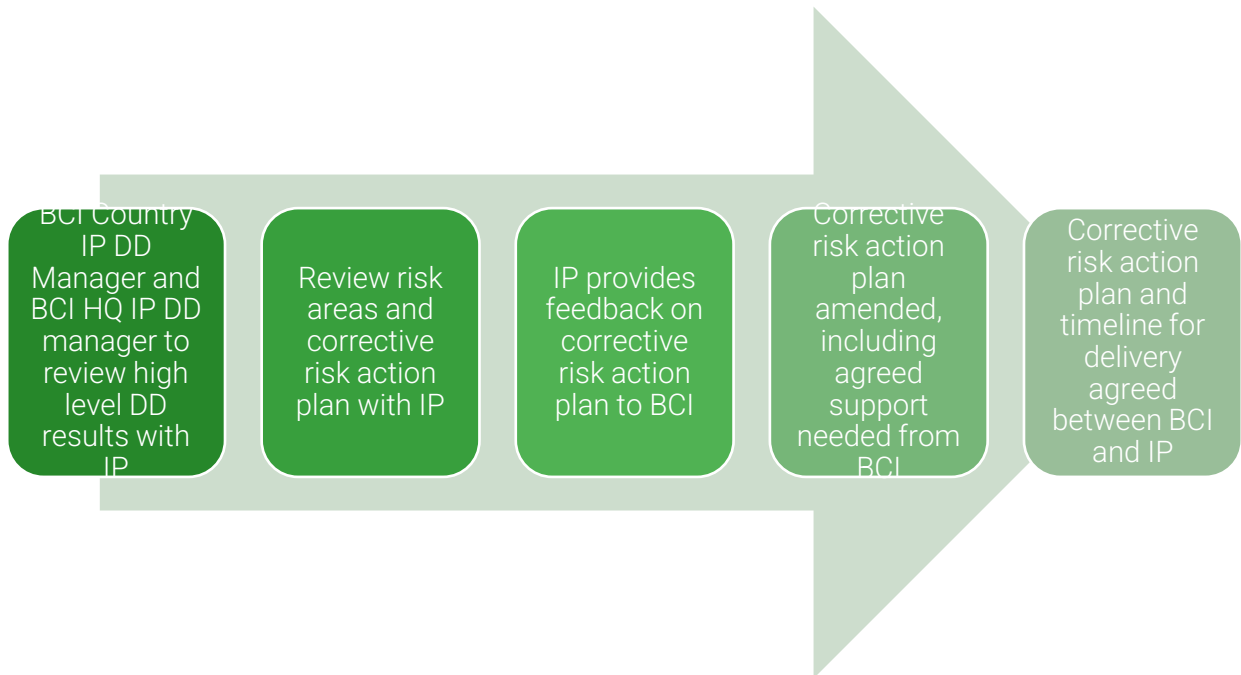 BCI Country
IP DD
Manager and
BCI HQ IP DD
manager to
review high
level DD
results with
IP
Review risk
areas and
corrective
risk action
plan with IP
IP provides
feedback on
corrective
risk action
plan to BCI
Corrective
risk action
plan
amended,
including
agreed
support
needed from
BCI
Corrective
risk action
plan and
timeline for
delivery
agreed
between BCI
and IP